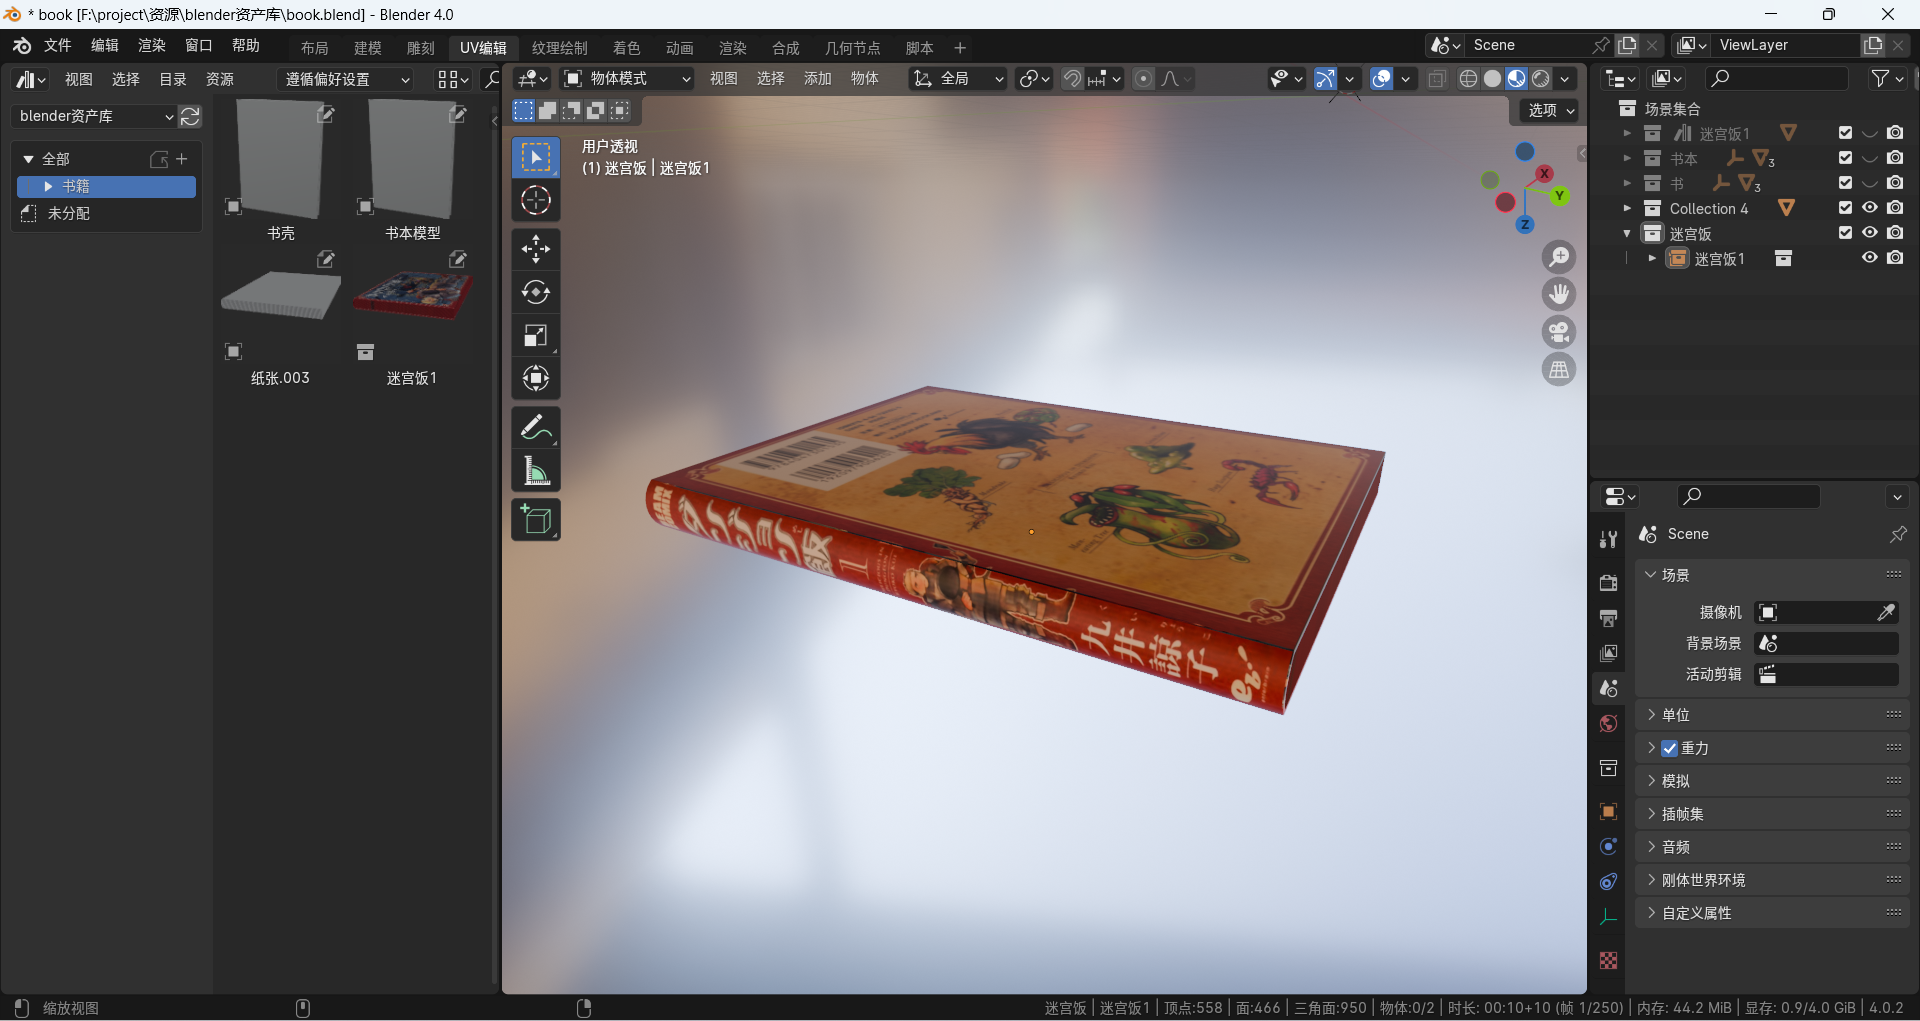 * book [F:\project\资源\blender资产库\book.blend] - Blender 4.0
文件 编辑 渲染 窗口 帮助 布局 建模 雕刻 UV编辑 纹理绘制 着色 动画 渲染 合成 几何节点 脚本 Scene ViewLayer
视图 选择 目录 资源 遵循偏好设置 物体模式 视图 选择 添加 物体 全局
blender资产库
选项
全部
书籍
未分配
书壳 书本模型
纸张.003 迷宫饭1
用户透视
(1) 迷宫饭 | 迷宫饭1
X
Y
Z
ダンジョン飯
九井諒子
场景集合
迷宫饭1
书本 3
书 3
Collection 4
迷宫饭
迷宫饭1
Scene
场景
摄像机
背景场景
活动剪辑
单位
重力
模拟
插帧集
音频
刚体世界环境
自定义属性
缩放视图
迷宫饭 | 迷宫饭1 | 顶点:558 | 面:466 | 三角面:950 | 物体:0/2 | 时长: 00:10+10 (帧 1/250) | 内存: 44.2 MiB | 显存: 0.9/4.0 GiB | 4.0.2